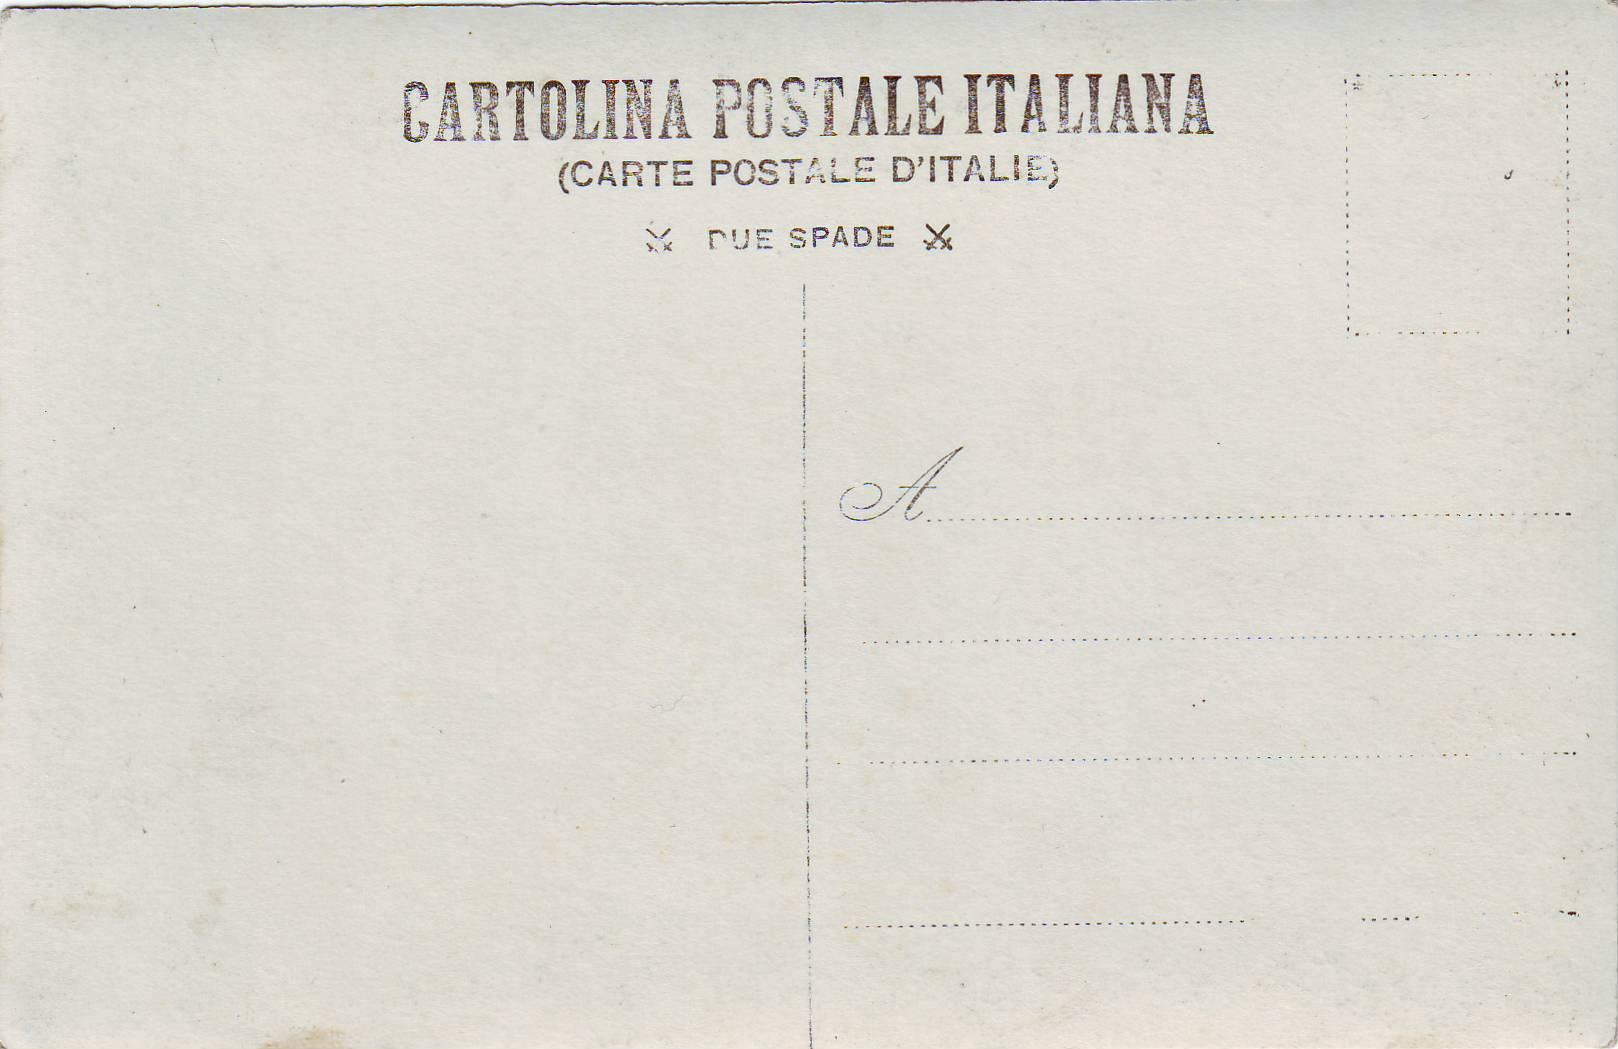 CARTOLINA POSTALE ITALIANA
(CARTE POSTALE D'ITALIE)
DUE SPADE
A